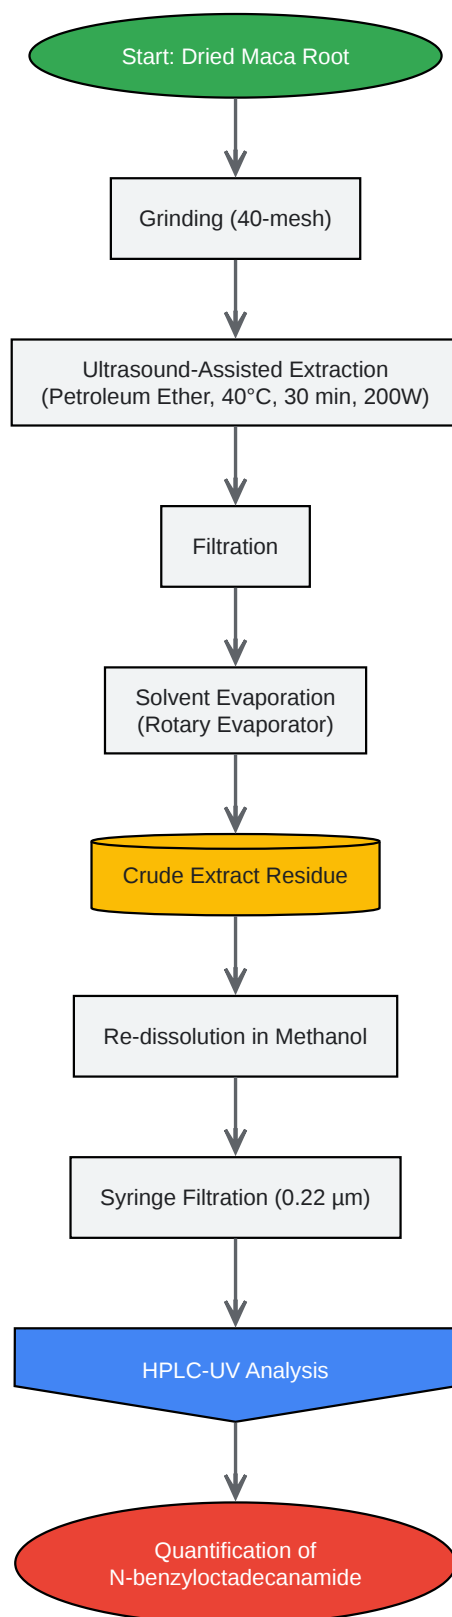 Start: Dried Maca Root
Grinding (40-mesh)
Ultrasound-Assisted Extraction
(Petroleum Ether, 40°C, 30 min, 200W)
Filtration
Solvent Evaporation
(Rotary Evaporator)
Crude Extract Residue
Re-dissolution in Methanol
Syringe Filtration (0.22 µm)
HPLC-UV Analysis
Quantification of
N-benzyloctadecanamide